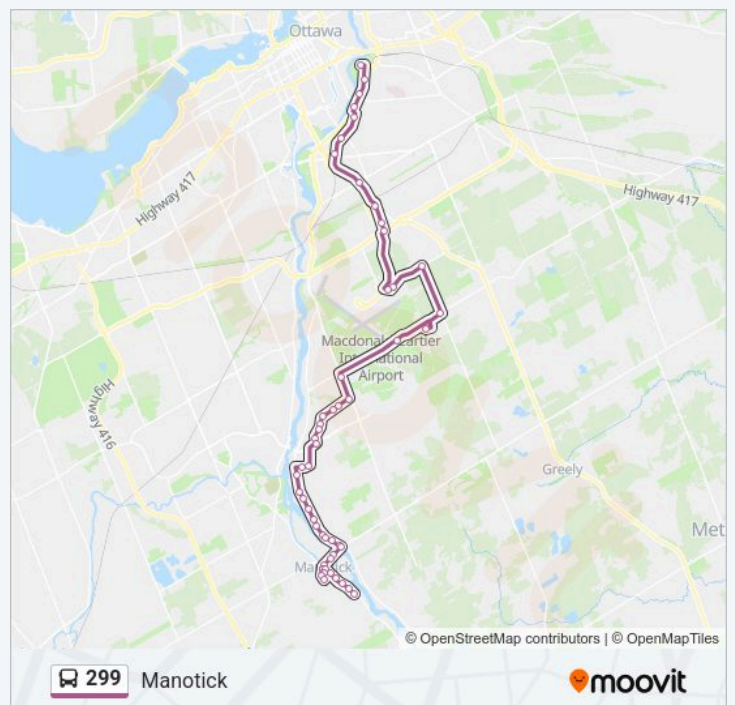 Ottawa
Highway 417
Highway 417
Macdonald-Cartier
International
Airport
Highway 416
Greely
Met
Manotick
© OpenStreetMap contributors | © OpenMapTiles
299 Manotick
moovit